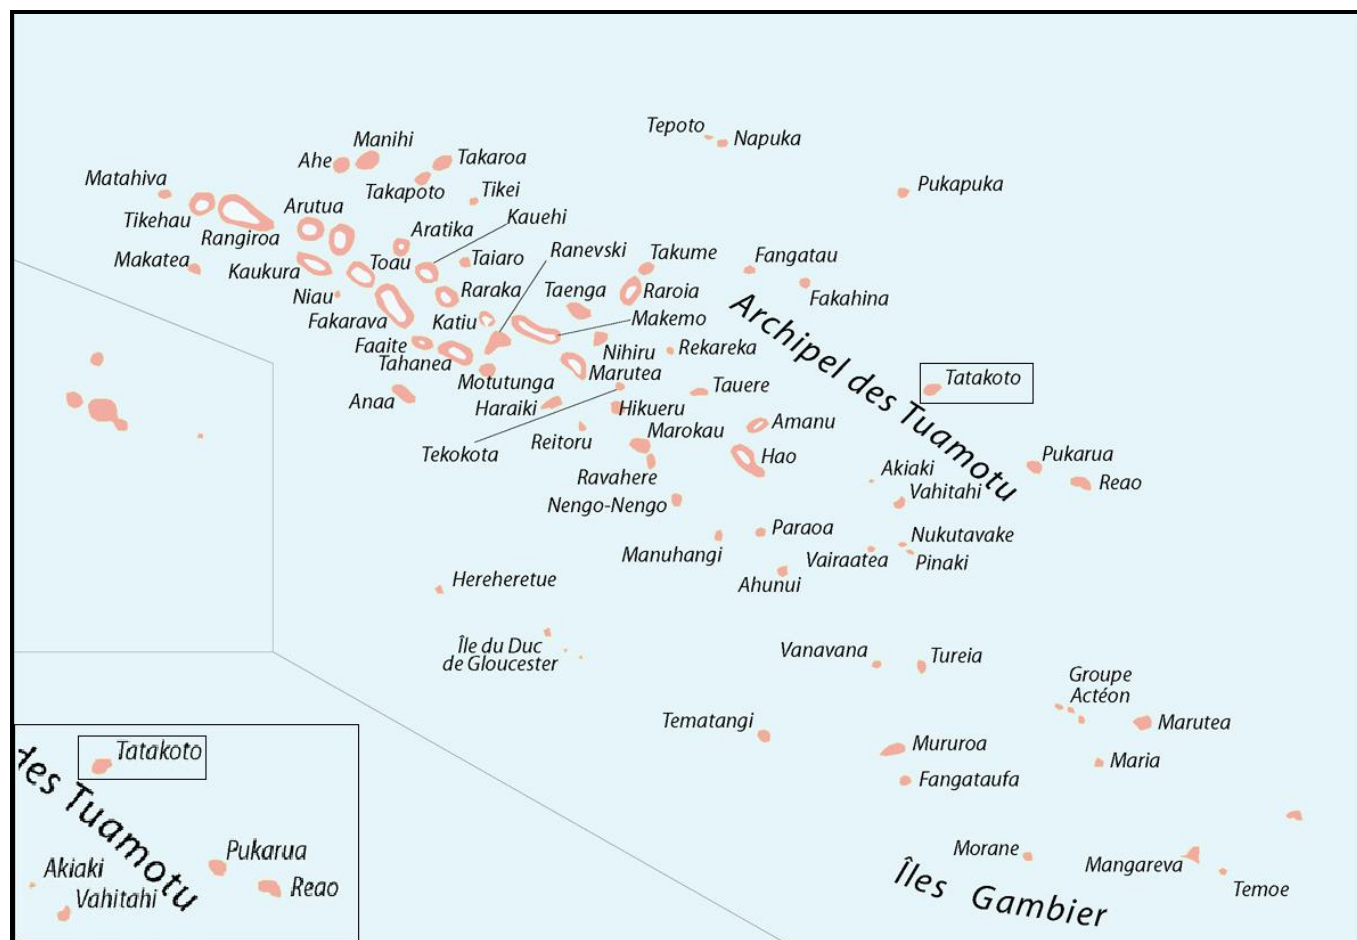 Tepoto
Napuka
Manihi
Ahe
Takaroa
Matahiva
Takapoto
Tikei
Pukapuka
Tikehau
Arutua
Kauehi
Rangiroa
Aratika
Makatea
Kaukura
Toau
Taiaro
Ranevski
Takume
Fangatau
Niau
Raraka
Taenga
Raroia
Fakahina
Fakarava
Katiu
Makemo
Archipel des Tuamotu
Faaite
Nihiru
Rekareka
Tahanea
Marutea
Motutunga
Tauere
Tatakoto
Anaa
Haraiki
Hikueru
Amanu
Reitoru
Marokau
Tekokota
Hao
Pukarua
Ravahere
Akiaki
Reao
Nengo-Nengo
Vahitahi
Paraoa
Nukutavake
Manuhangi
Vairaatea
Pinaki
Ahunui
Hereheretue
Île du Duc
de Gloucester
Vanavana
Tureia
Groupe
Actéon
Tematangi
Marutea
Mururoa
Maria
Fangataufa
Morane
Mangareva
Temoe
Îles Gambier
Tatakoto
des Tuamotu
Pukarua
Akiaki
Reao
Vahitahi